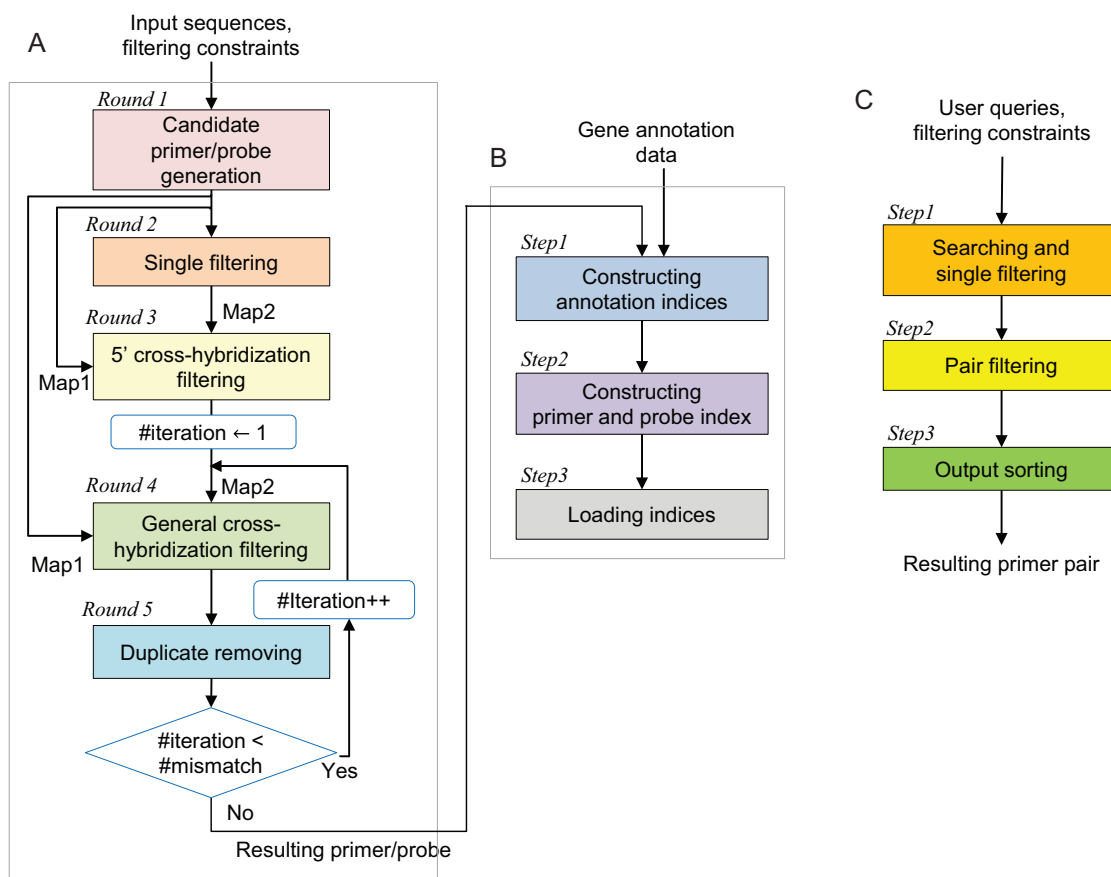 A
Input sequences,
filtering constraints
Round 1
Candidate
primer/probe
generation
Round 2
Single filtering
Map2
Round 3
5’ cross-hybridization
filtering
Map1
#iteration ← 1
Map2
Round 4
General cross-
hybridization filtering
Map1
#Iteration++
Round 5
Duplicate removing
#iteration <
#mismatch
Yes
No
Resulting primer/probe
B
Gene annotation
data
Step1
Constructing
annotation indices
Step2
Constructing
primer and probe index
Step3
Loading indices
C
User queries,
filtering constraints
Step1
Searching and
single filtering
Step2
Pair filtering
Step3
Output sorting
Resulting primer pair